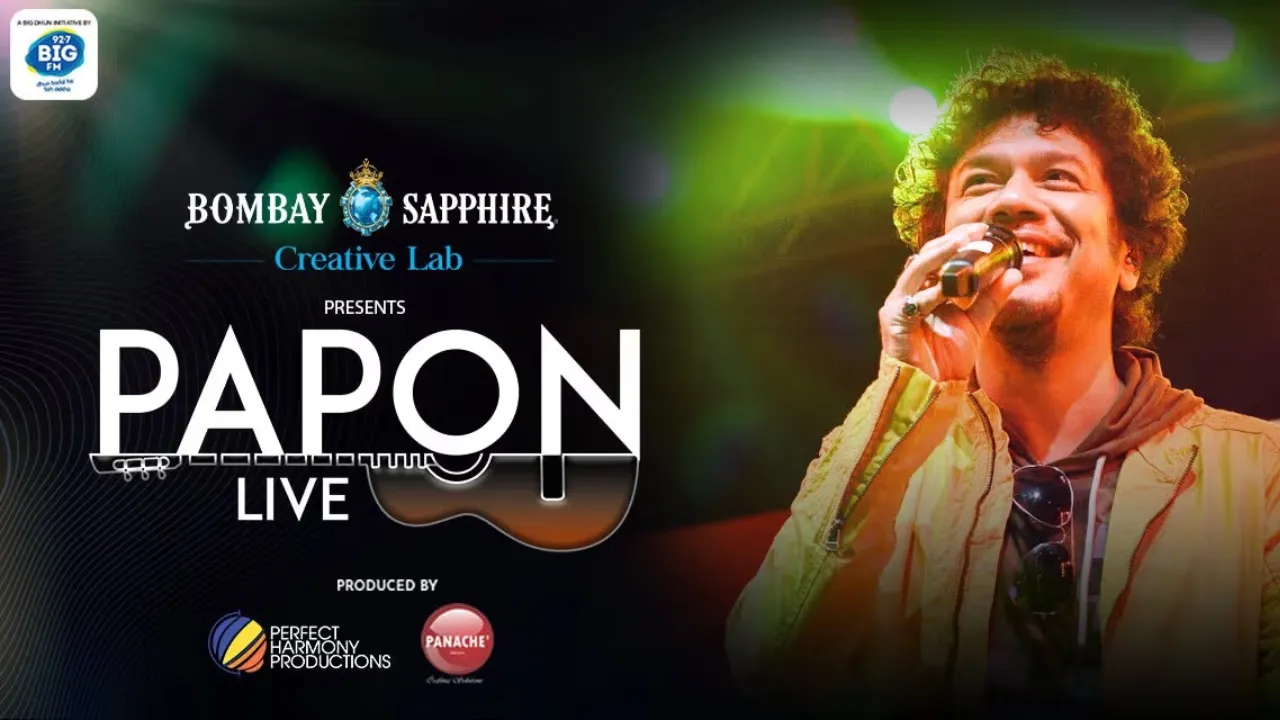 A BIG DHUN INITIATIVE BY
92.7
BIG
FM
BOMBAY SAPPHIRE
Creative Lab
PRESENTS
PAPON
LIVE
PRODUCED BY
PERFECT
HARMONY
PRODUCTIONS
PANACHE